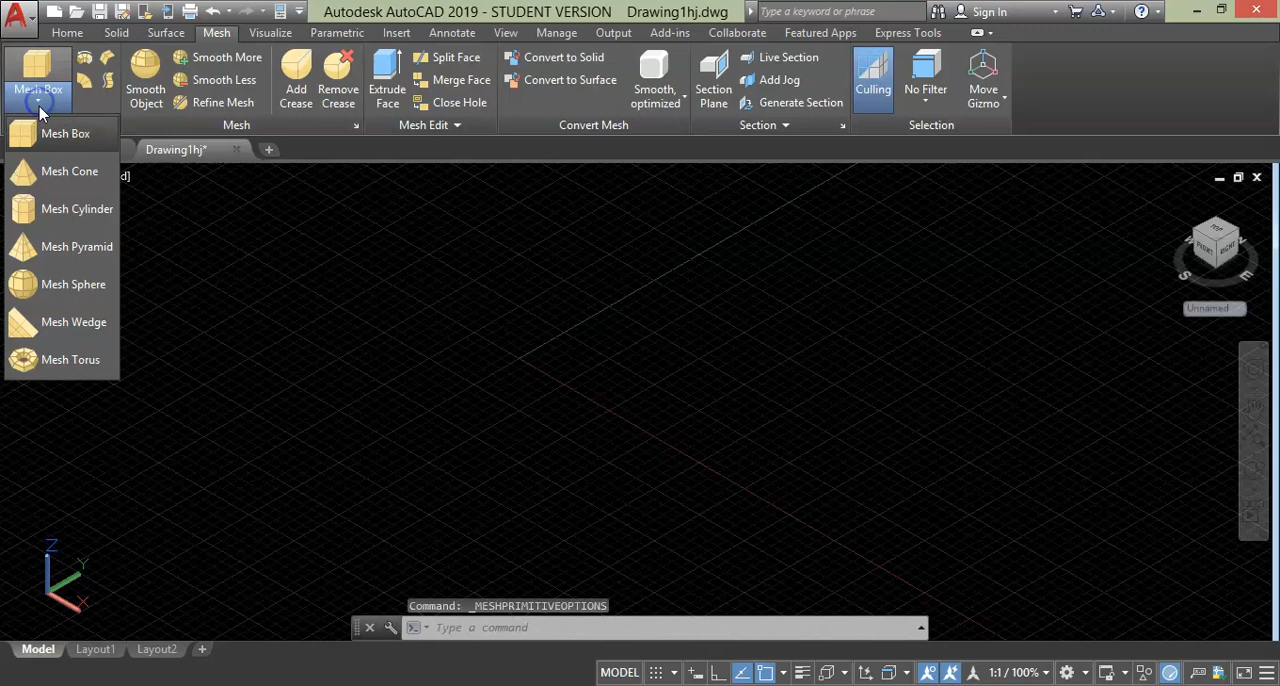 Autodesk AutoCAD 2019 - STUDENT VERSION Drawing1hj.dwg
Type a keyword or phrase
Sign In
Home Solid Surface Mesh Visualize Parametric Insert Annotate View Manage Output Add-ins Collaborate Featured Apps Express Tools
Mesh Box
Smooth Object
Smooth More
Smooth Less
Refine Mesh
Add Crease
Remove Crease
Extrude Face
Split Face
Merge Face
Close Hole
Convert to Solid
Convert to Surface
Smooth, optimized
Section Plane
Live Section
Add Jog
Generate Section
Culling
No Filter
Move Gizmo
Mesh Mesh Edit Convert Mesh Section Selection
Mesh Box
Mesh Cone
Mesh Cylinder
Mesh Pyramid
Mesh Sphere
Mesh Wedge
Mesh Torus
Drawing1hj*
d]
TOP
FRONT
RIGHT
S
E
Unnamed
Z
Y
X
Command: _MESHPRIMITIVEOPTIONS
Type a command
Model Layout1 Layout2
MODEL
1:1 / 100%